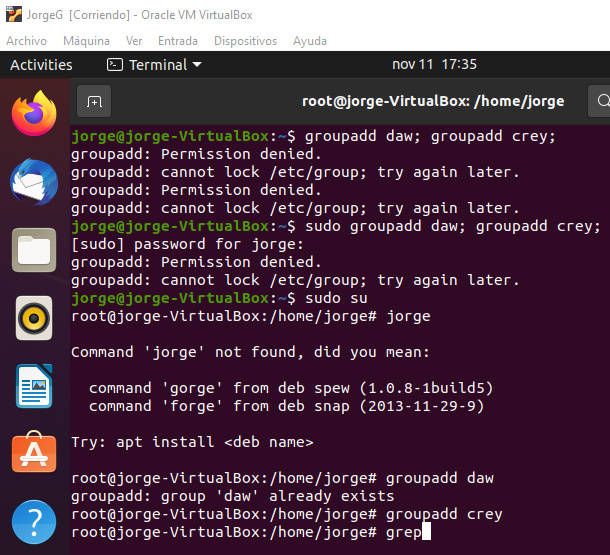 JorgeG [Corriendo] - Oracle VM VirtualBox
Archivo Máquina Ver Entrada Dispositivos Ayuda
Activities Terminal nov 11 17:35
root@jorge-VirtualBox: /home/jorge
jorge@jorge-VirtualBox:~$ groupadd daw; groupadd crey;
groupadd: Permission denied.
groupadd: cannot lock /etc/group; try again later.
groupadd: Permission denied.
groupadd: cannot lock /etc/group; try again later.
jorge@jorge-VirtualBox:~$ sudo groupadd daw; groupadd crey;
[sudo] password for jorge:
groupadd: Permission denied.
groupadd: cannot lock /etc/group; try again later.
jorge@jorge-VirtualBox:~$ sudo su
root@jorge-VirtualBox:/home/jorge# jorge
Command 'jorge' not found, did you mean:
command 'gorge' from deb spew (1.0.8-1build5)
command 'forge' from deb snap (2013-11-29-9)
Try: apt install <deb name>
root@jorge-VirtualBox:/home/jorge# groupadd daw
groupadd: group 'daw' already exists
root@jorge-VirtualBox:/home/jorge# groupadd crey
root@jorge-VirtualBox:/home/jorge# grep